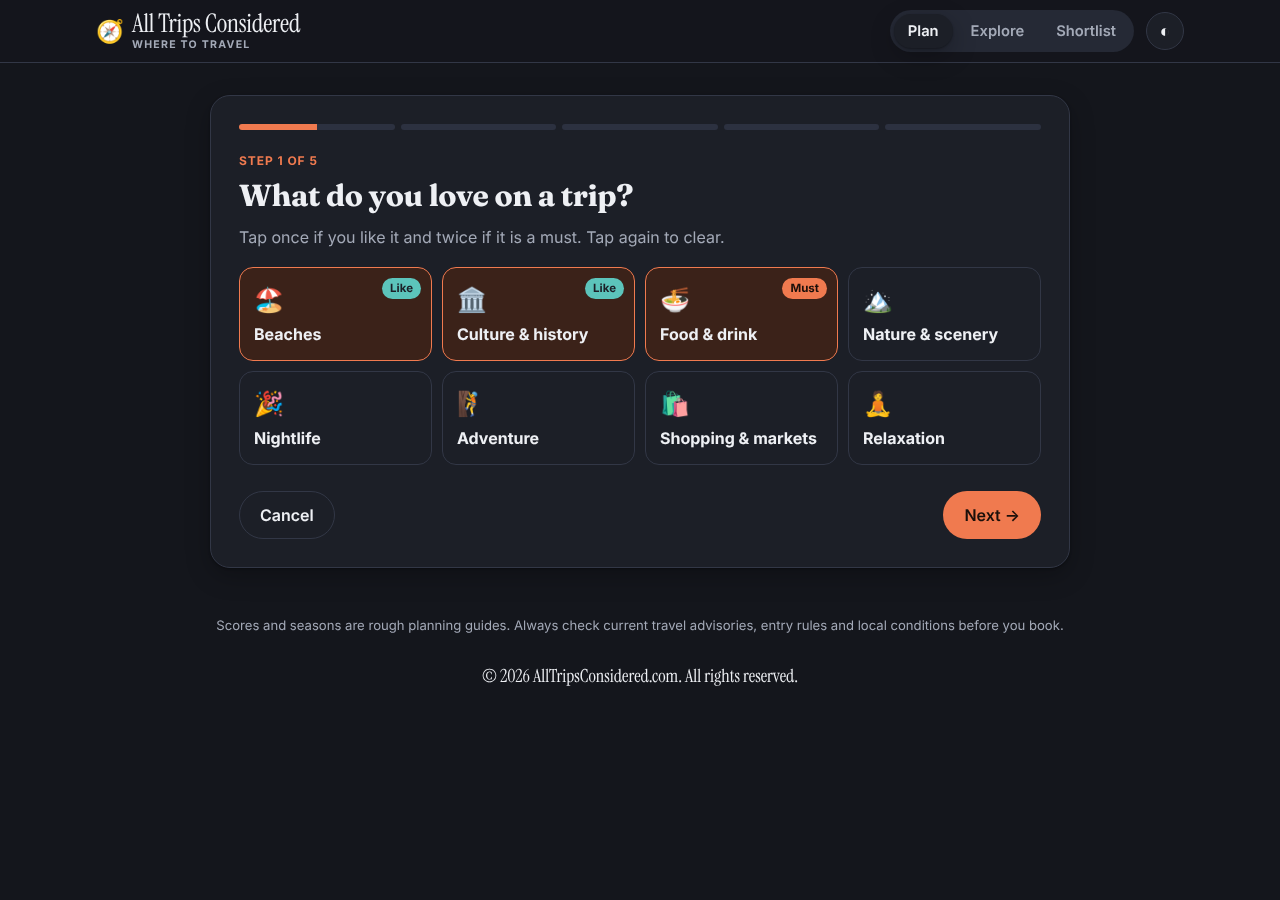 All Trips Considered
WHERE TO TRAVEL
Plan
Explore
Shortlist
STEP 1 OF 5
What do you love on a trip?
Tap once if you like it and twice if it is a must. Tap again to clear.
Like
Beaches
Like
Culture & history
Must
Food & drink
Nature & scenery
Nightlife
Adventure
Shopping & markets
Relaxation
Cancel
Next →
Scores and seasons are rough planning guides. Always check current travel advisories, entry rules and local conditions before you book.
© 2026 AllTripsConsidered.com. All rights reserved.